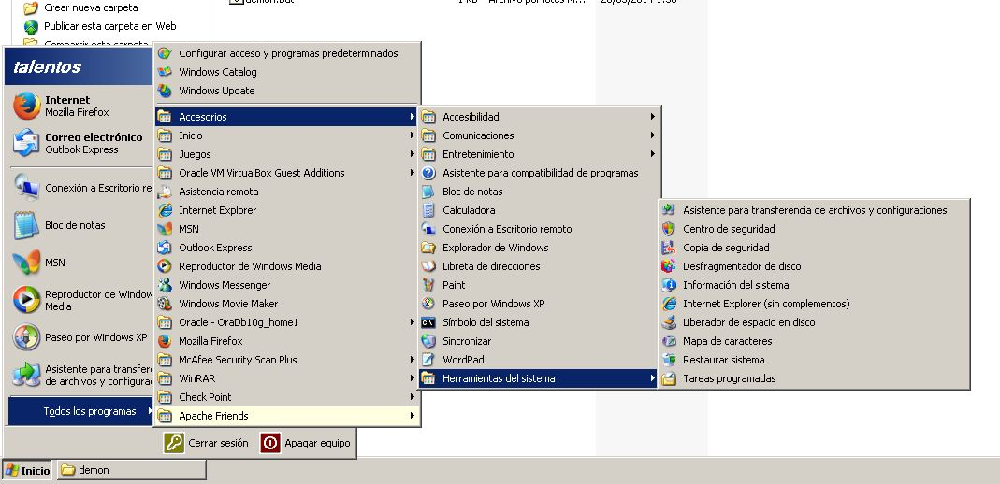 Crear nueva carpeta
Publicar esta carpeta en Web
Compartir esta carpeta
demon.bat
1 KB
Archivo por lotes M...
talentos
Internet
Mozilla Firefox
Correo electrónico
Outlook Express
Conexión a Escritorio re
Bloc de notas
MSN
Reproductor de Window
Media
Paseo por Windows XP
Asistente para transfere
de archivos y configurac
Todos los programas
Configurar acceso y programas predeterminados
Windows Catalog
Windows Update
Accesorios
Inicio
Juegos
Oracle VM VirtualBox Guest Additions
Asistencia remota
Internet Explorer
MSN
Outlook Express
Reproductor de Windows Media
Windows Messenger
Windows Movie Maker
Oracle - OraDb10g_home1
Mozilla Firefox
McAfee Security Scan Plus
WinRAR
Check Point
Apache Friends
Accesibilidad
Comunicaciones
Entretenimiento
Asistente para compatibilidad de programas
Bloc de notas
Calculadora
Conexión a Escritorio remoto
Explorador de Windows
Libreta de direcciones
Paint
Paseo por Windows XP
Símbolo del sistema
Sincronizar
WordPad
Herramientas del sistema
Asistente para transferencia de archivos y configuraciones
Centro de seguridad
Copia de seguridad
Desfragmentador de disco
Información del sistema
Internet Explorer (sin complementos)
Liberador de espacio en disco
Mapa de caracteres
Restaurar sistema
Tareas programadas
Cerrar sesión
Apagar equipo
Inicio
demon